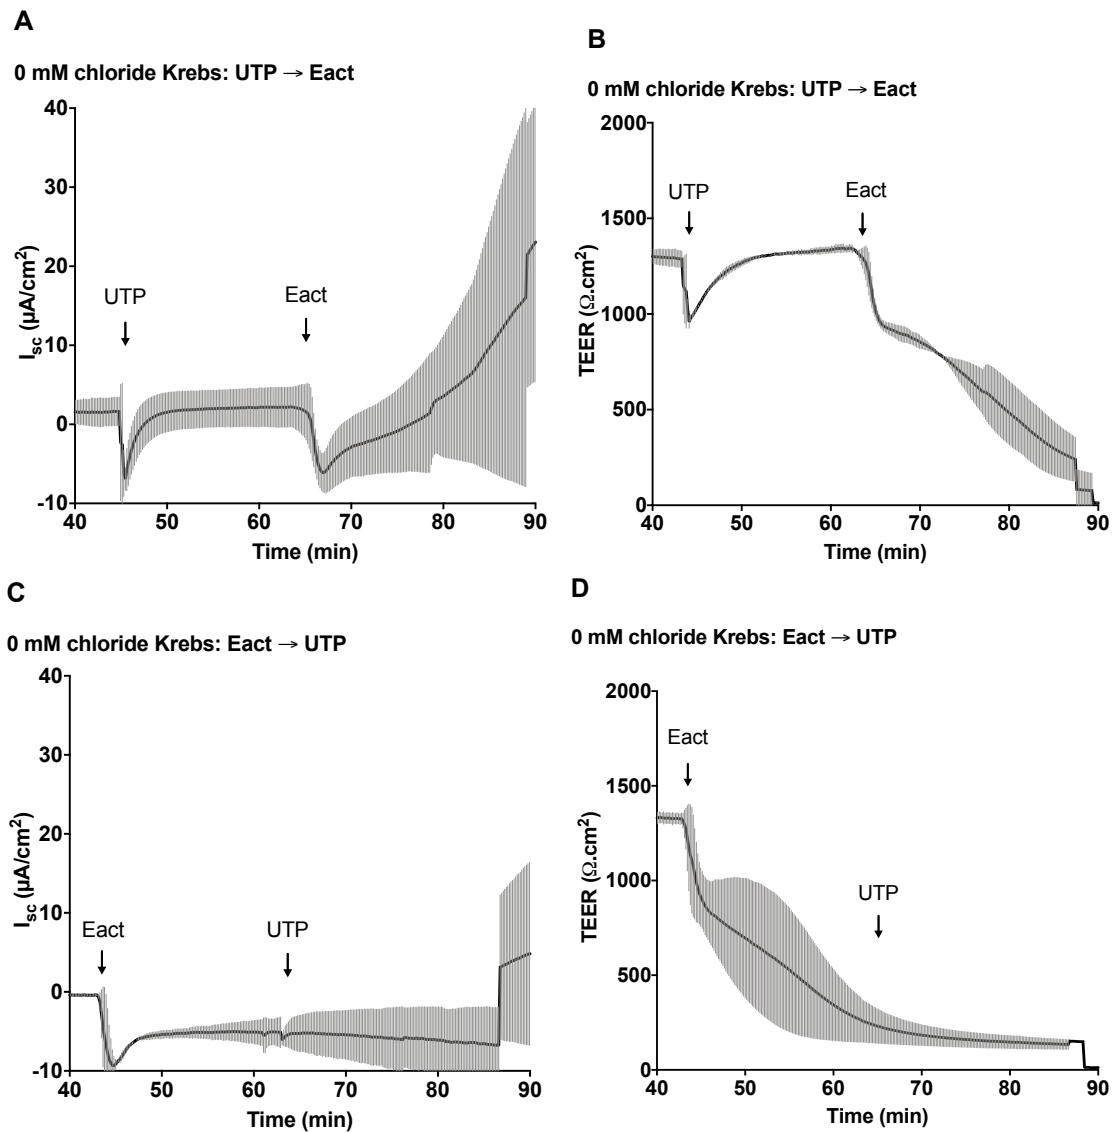 A
0 mM chloride Krebs: UTP → Eact
40
30
20
10
0
-10
Isc (µA/cm²)
UTP
Eact
40 50 60 70 80 90
Time (min)
B
0 mM chloride Krebs: UTP → Eact
2000
1500
1000
500
0
TEER (Ω.cm²)
UTP
Eact
40 50 60 70 80 90
Time (min)
C
0 mM chloride Krebs: Eact → UTP
40
30
20
10
0
-10
Isc (µA/cm²)
Eact
UTP
40 50 60 70 80 90
Time (min)
D
0 mM chloride Krebs: Eact → UTP
2000
1500
1000
500
0
TEER (Ω.cm²)
Eact
UTP
40 50 60 70 80 90
Time (min)